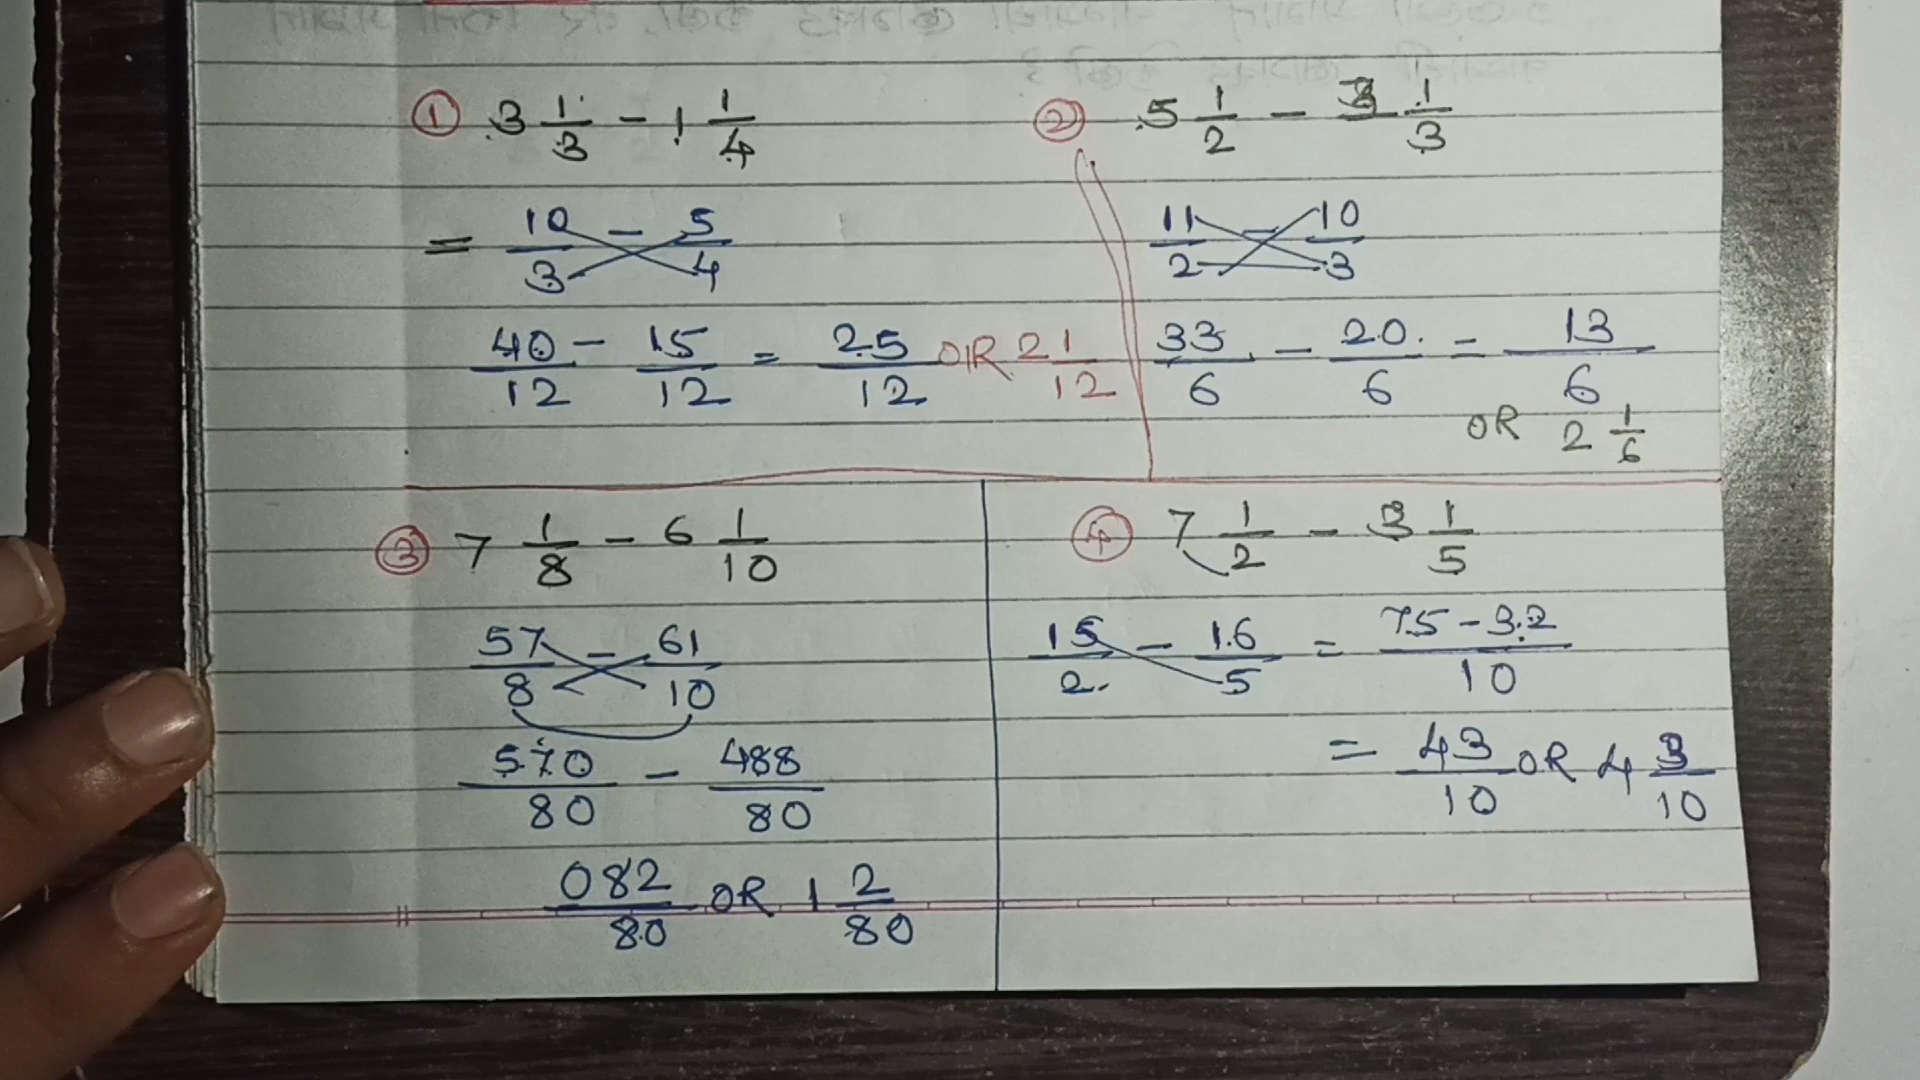 ① 3 1/3 - 1 1/4
= 10/3 - 5/4
40/12 - 15/12 = 25/12 OR 2 1/12
② 5 1/2 - 3 1/3
11/2 - 10/3
33/6 - 20/6 = 13/6
OR 2 1/6
③ 7 1/8 - 6 1/10
57/8 - 61/10
570/80 - 488/80
082/80 OR 1 2/80
④ 7 1/2 - 3 1/5
15/2 - 16/5 = 75-32/10
= 43/10 OR 4 3/10